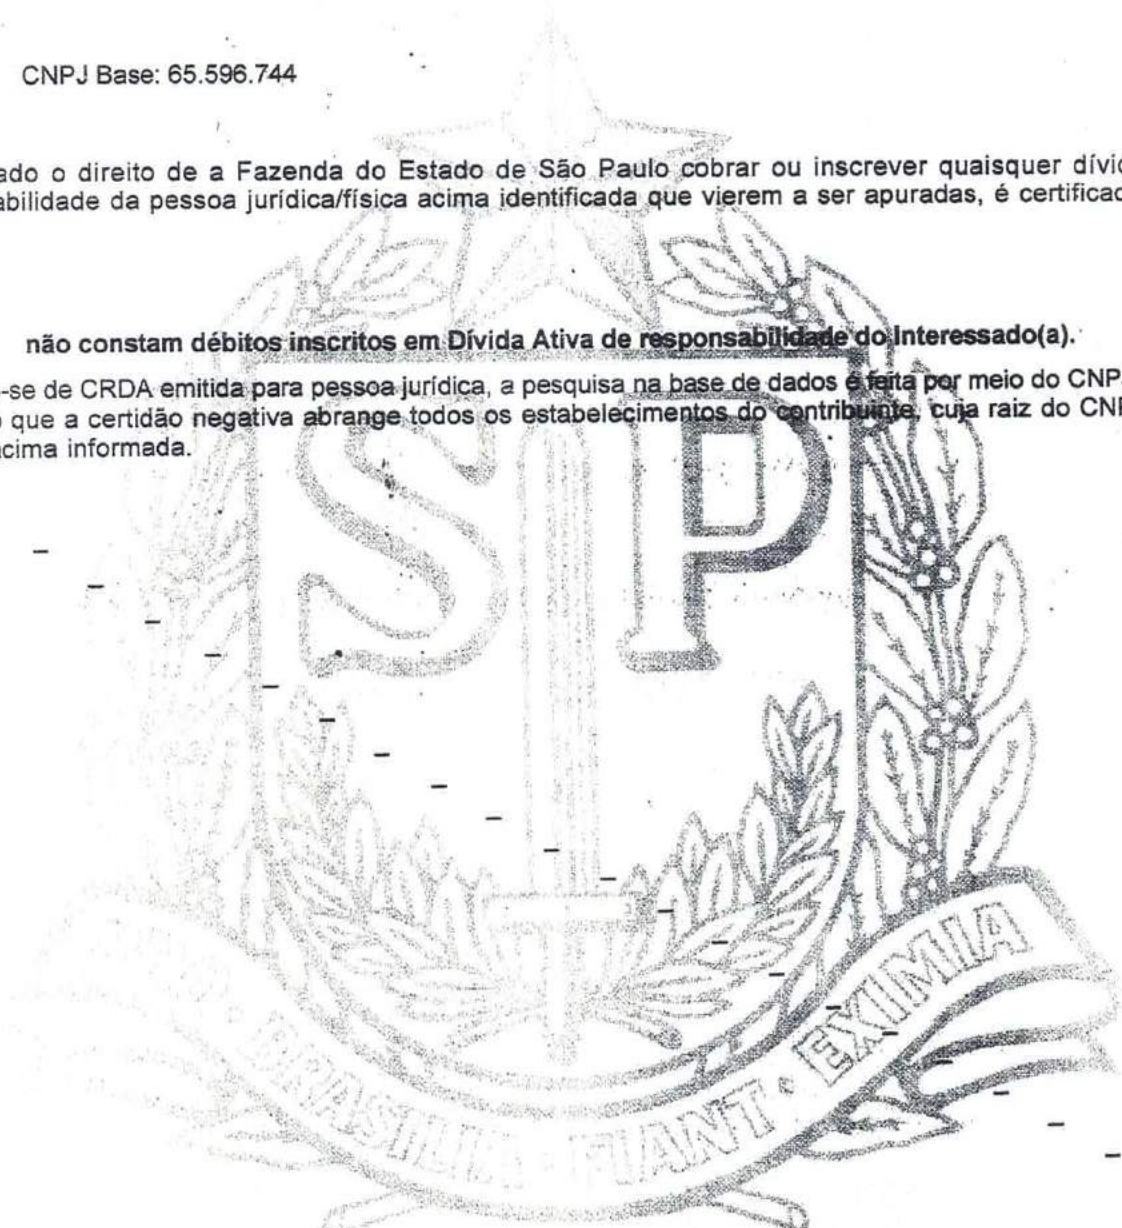 CNPJ Base: 65.596.744
ado o direito de a Fazenda do Estado de São Paulo cobrar ou inscrever quaisquer dívid
abilidade da pessoa jurídica/física acima identificada que vierem a ser apuradas, é certificad
não constam débitos inscritos em Dívida Ativa de responsabilidade do Interessado(a).
-se de CRDA emitida para pessoa jurídica, a pesquisa na base de dados é feita por meio do CNP
que a certidão negativa abrange todos os estabelecimentos do contribuinte, cuja raiz do CNP
acima informada.
SP
BRASILIA FIANT EXIMIA